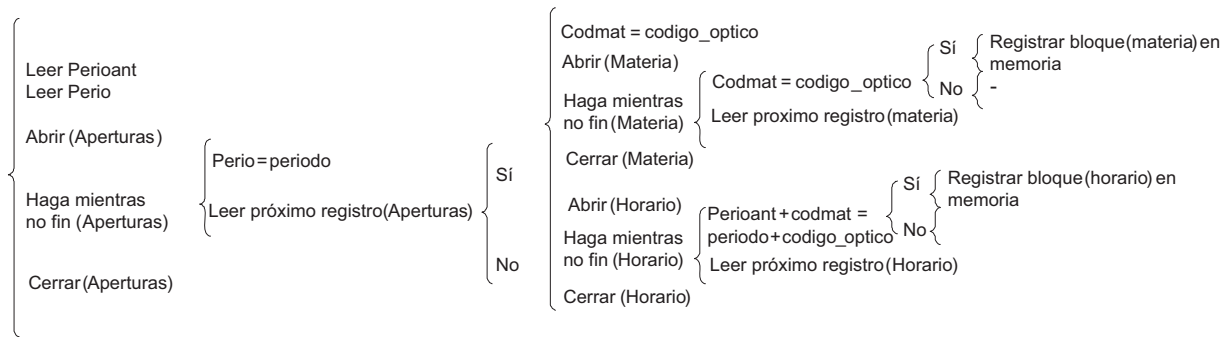 Leer Perioant
Leer Perio
Abrir (Aperturas)
Haga mientras
no fin (Aperturas)
Cerrar (Aperturas)
Perio = periodo
Leer próximo registro (Aperturas)
Sí
No
Codmat = codigo_optico
Abrir (Materia)
Haga mientras
no fin (Materia)
Codmat = codigo_optico
Sí
Registrar bloque (materia) en
memoria
No
-
Leer proximo registro (materia)
Cerrar (Materia)
Abrir (Horario)
Haga mientras
no fin (Horario)
Perioant + codmat =
periodo + codigo_optico
Sí
Registrar bloque (horario) en
memoria
No
Leer próximo registro (Horario)
Cerrar (Horario)